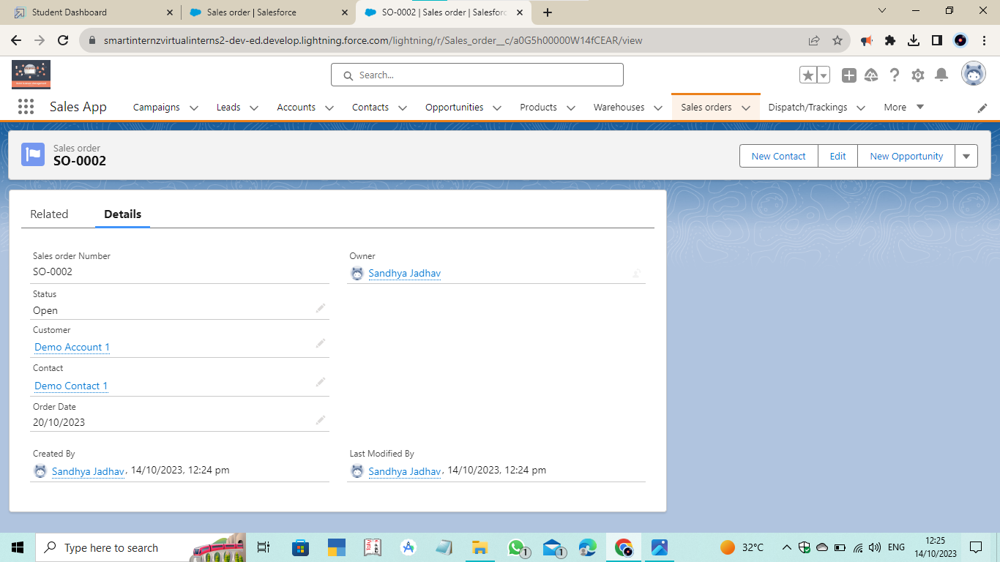 Student Dashboard
Sales order | Salesforce
SO-0002 | Sales order | Salesforc
smartinternzvirtualinterns2-dev-ed.develop.lightning.force.com/lightning/r/Sales_order__c/a0G5h00000W14fCEAR/view
Search...
Sales App
Campaigns
Leads
Accounts
Contacts
Opportunities
Products
Warehouses
Sales orders
Dispatch/Trackings
More
Sales order
SO-0002
New Contact
Edit
New Opportunity
Related
Details
Sales order Number
SO-0002
Owner
Sandhya Jadhav
Status
Open
Customer
Demo Account 1
Contact
Demo Contact 1
Order Date
20/10/2023
Created By
Sandhya Jadhav, 14/10/2023, 12:24 pm
Last Modified By
Sandhya Jadhav, 14/10/2023, 12:24 pm
Type here to search
1
1
32°C
ENG
12:25
14/10/2023